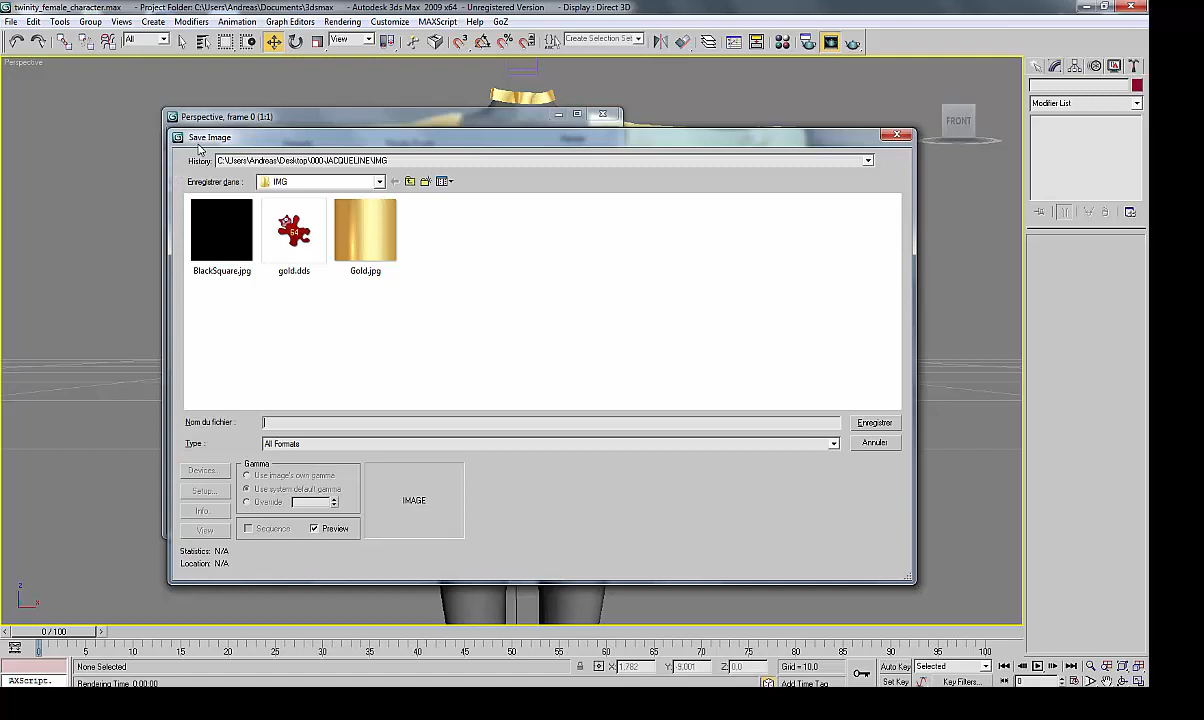 twinity_female_character.max - Project Folder: C:\Users\Andreas\Documents\3dsmax - Autodesk 3ds Max 2009 x64 - Unregistered Version - Display : Direct 3D
File Edit Tools Group Views Create Modifiers Animation Graph Editors Rendering Customize MAXScript Help GoZ
All View Create Selection Set
Perspective
Perspective, frame 0 (1:1)
FRONT
Modifier List
Save Image
History: C:\Users\Andreas\Desktop\000\JACQUELINE\IMG
Enregistrer dans : IMG
64
BlackSquare.jpg gold.dds Gold.jpg
Nom du fichier : Enregistrer
Type : All Formats Annuler
Devices... Gamma
Use image's own gamma
Setup... Use system default gamma
Info... Override
IMAGE
View Sequence Preview
Statistics: N/A
Location: N/A
z
x
0 / 100
0 5 10 15 20 25 30 35 40 45 50 55 60 65 70 75 80 85 90 95 100
None Selected X: 1,782 Y: -9,001 Z: 0,0 Grid = 10,0 Auto Key Selected
AXScript. Rendering Time 0:00:00 Add Time Tag Set Key Key Filters... 0